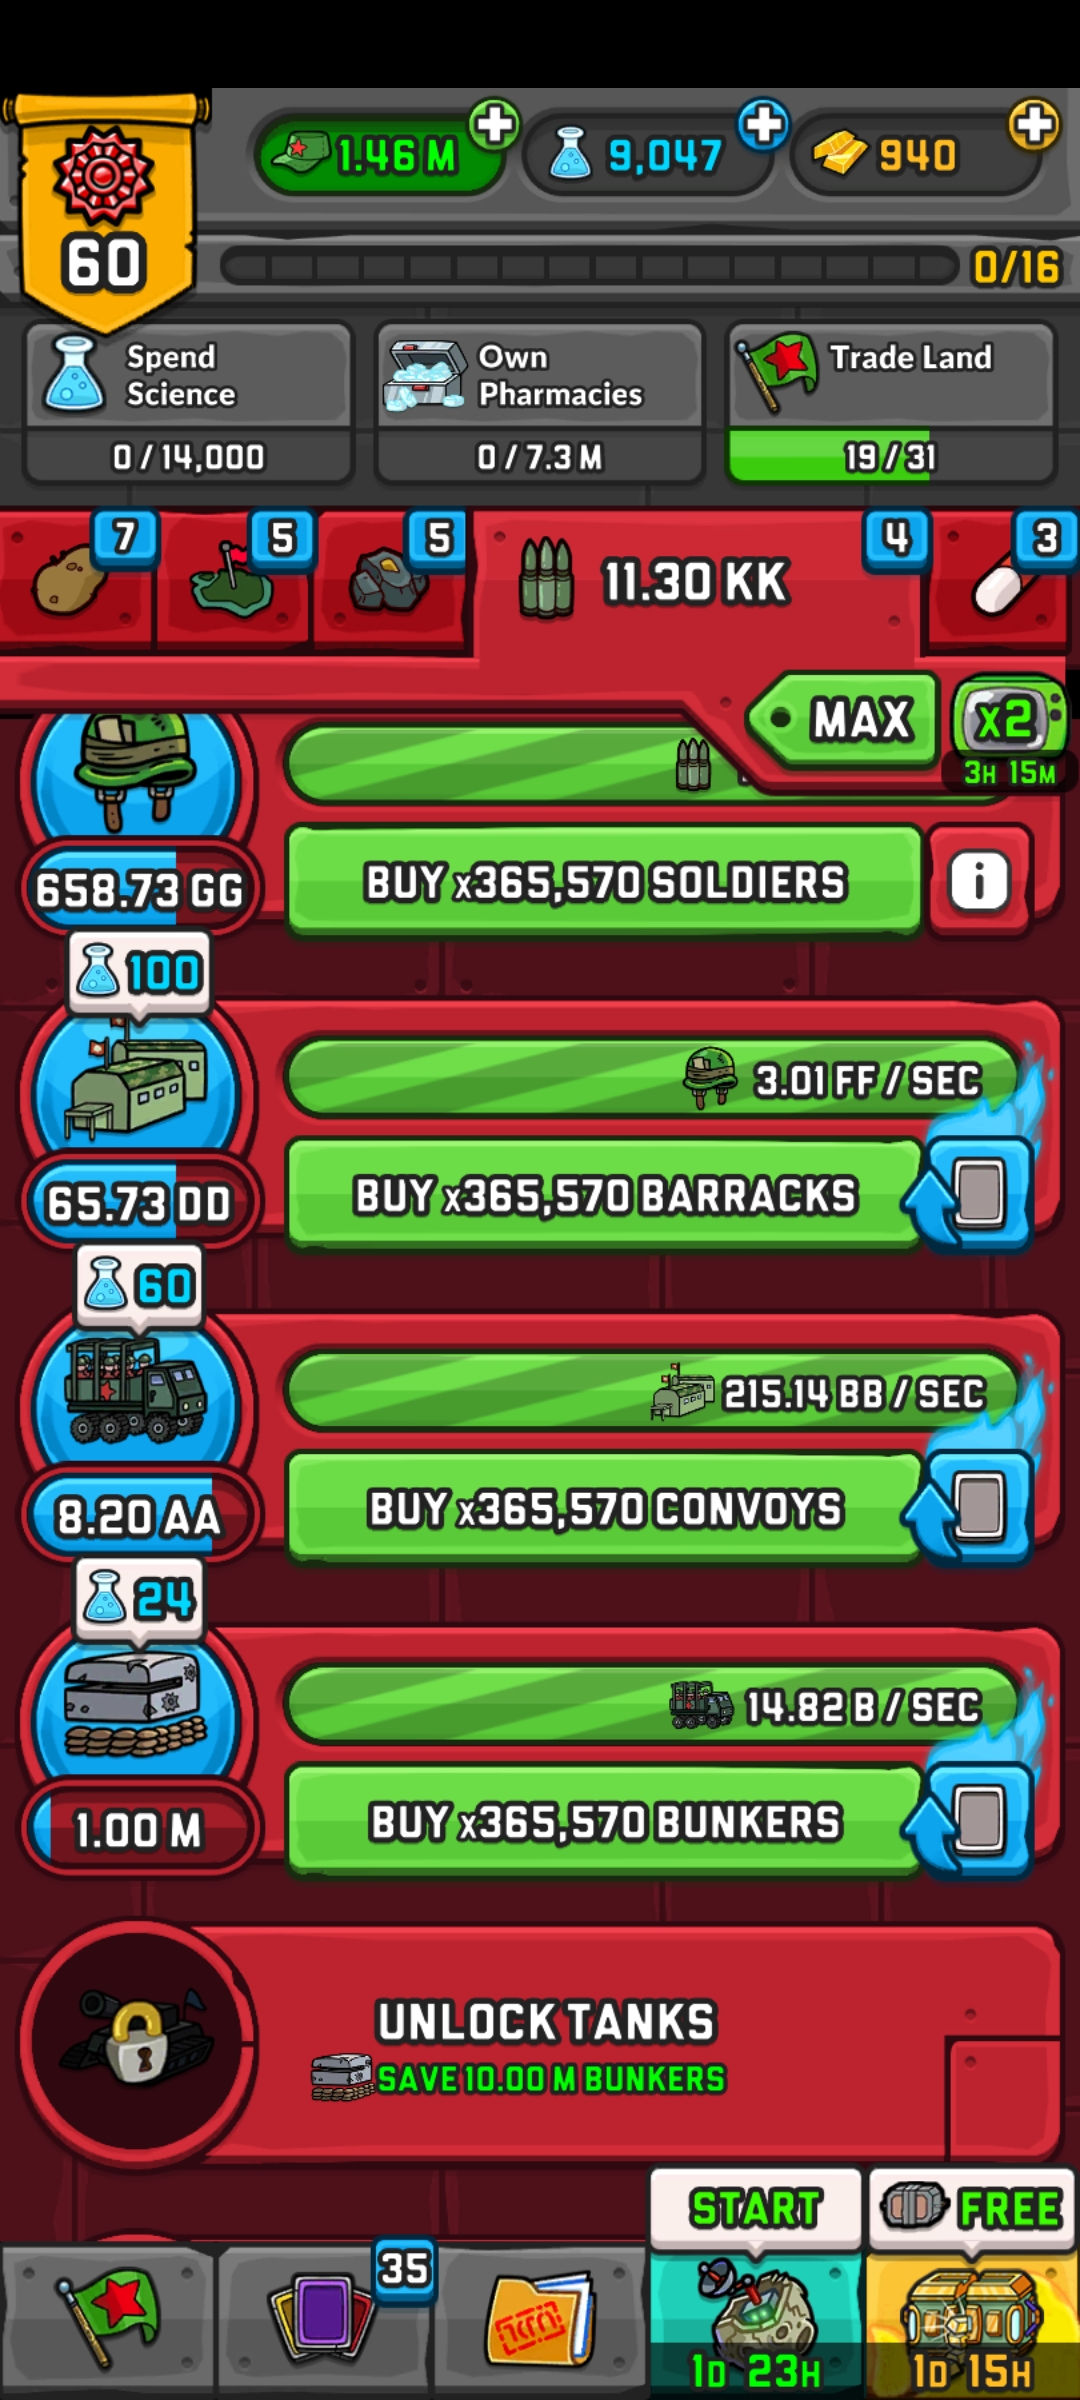 1.46 M
9,047
940
60
0/16
Spend
Science
Own
Pharmacies
Trade Land
0 / 14,000
0 / 7.3 M
19 / 31
7
5
5
11.30 KK
4
3
MAX
x2
3H 15M
658.73 GG
BUY x365,570 SOLDIERS
i
100
3.01 FF / SEC
65.73 DD
BUY x365,570 BARRACKS
60
215.14 BB / SEC
8.20 AA
BUY x365,570 CONVOYS
24
14.82 B / SEC
1.00 M
BUY x365,570 BUNKERS
UNLOCK TANKS
SAVE 10.00 M BUNKERS
START
FREE
35
1D 23H
1D 15H